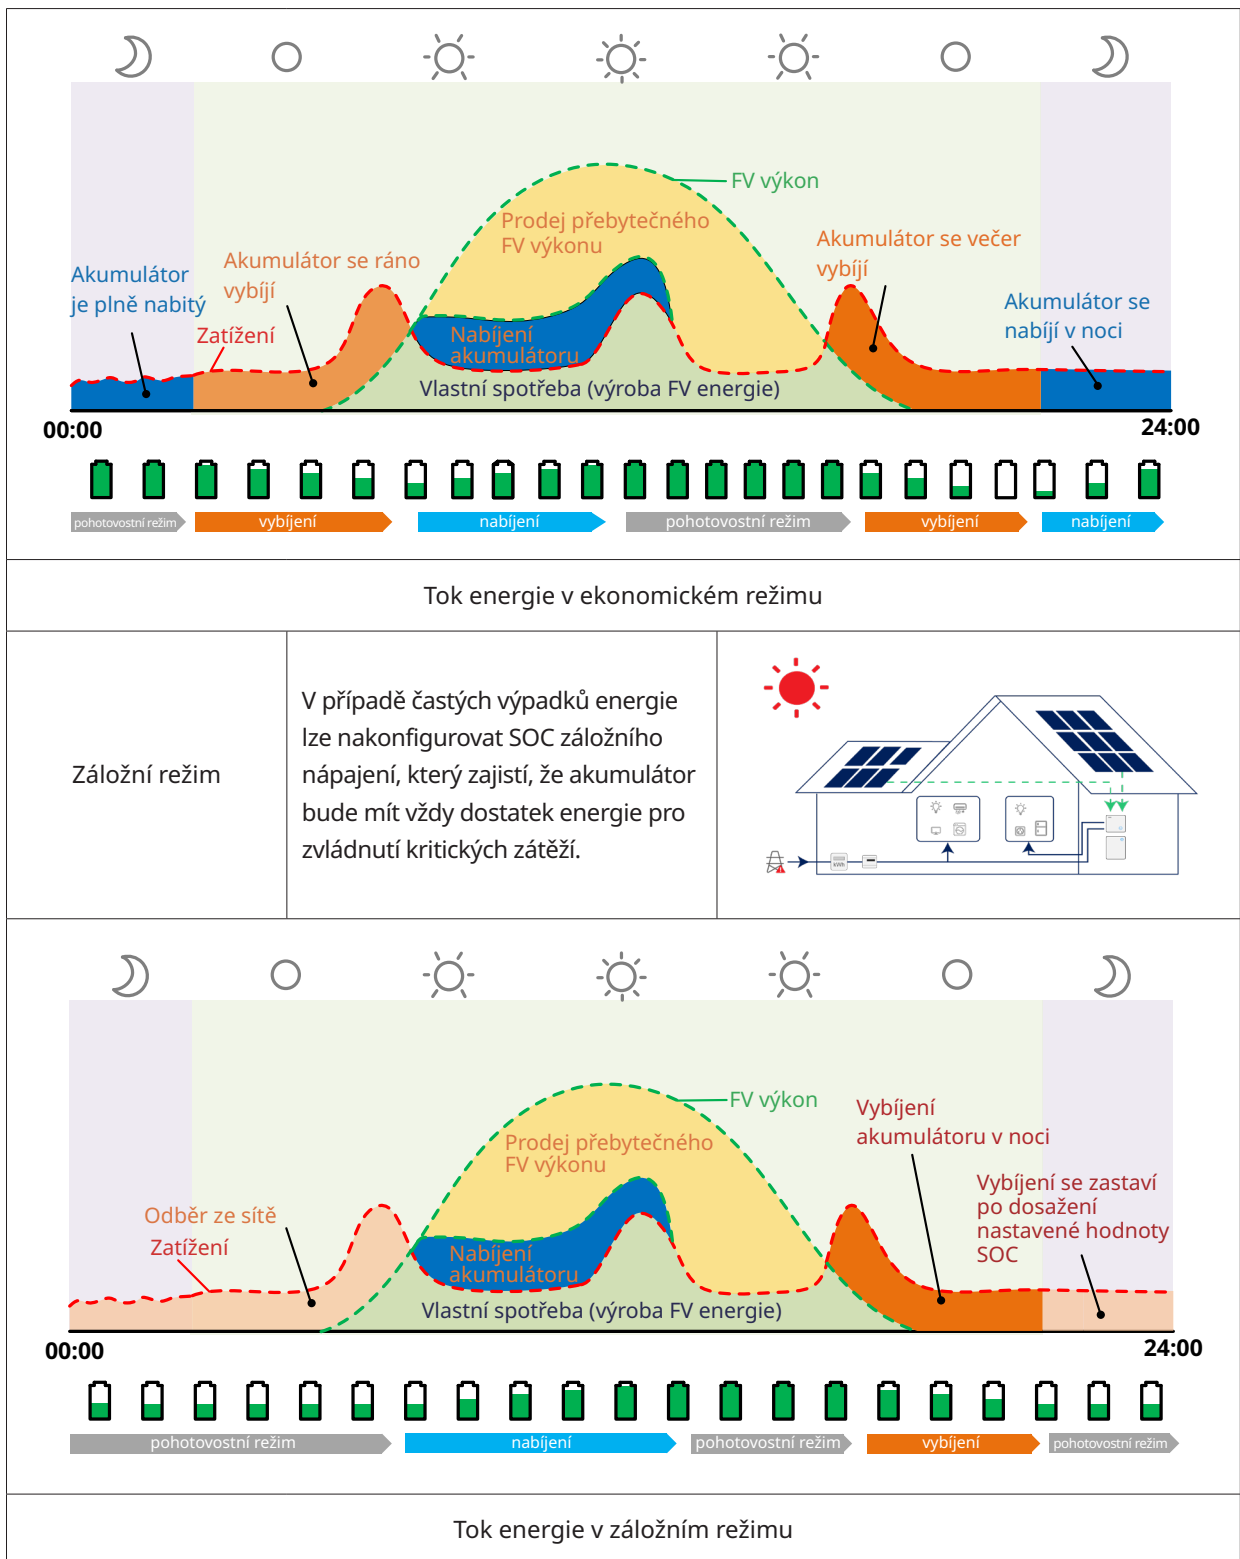 FV výkon
Prodej přebytečného
FV výkonu
Akumulátor se večer
vybíjí
Akumulátor se ráno
vybíjí
Akumulátor
je plně nabitý
Akumulátor se
nabíjí v noci
Zatížení
Nabíjení
akumulátoru
Vlastní spotřeba (výroba FV energie)
00:00
24:00
pohotovostní režim
vybíjení
nabíjení
pohotovostní režim
vybíjení
nabíjení
Tok energie v ekonomickém režimu
Záložní režim
V případě častých výpadků energie
lze nakonfigurovat SOC záložního
nápajení, který zajistí, že akumulátor
bude mít vždy dostatek energie pro
zvládnutí kritických zátěží.
kWh
FV výkon
Vybíjení
akumulátoru v noci
Prodej přebytečného
FV výkonu
Vybíjení se zastaví
po dosažení
nastavené hodnoty
SOC
Odběr ze sítě
Zatížení
Nabíjení
akumulátoru
Vlastní spotřeba (výroba FV energie)
00:00
24:00
pohotovostní režim
nabíjení
pohotovostní režim
vybíjení
pohotovostní režim
Tok energie v záložním režimu